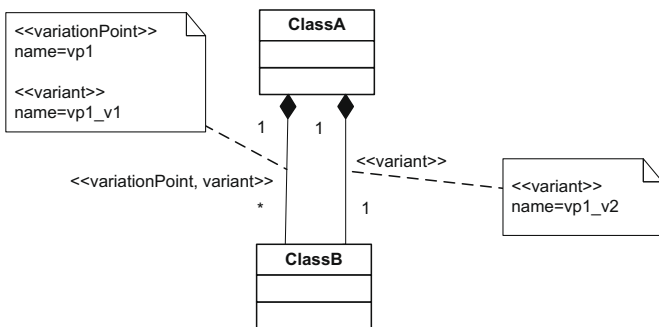 <<variationPoint>>
name=vp1
<<variant>>
name=vp1_v1
ClassA
1
1
<<variant>>
<<variationPoint, variant>>
<<variant>>
name=vp1_v2
*
1
ClassB